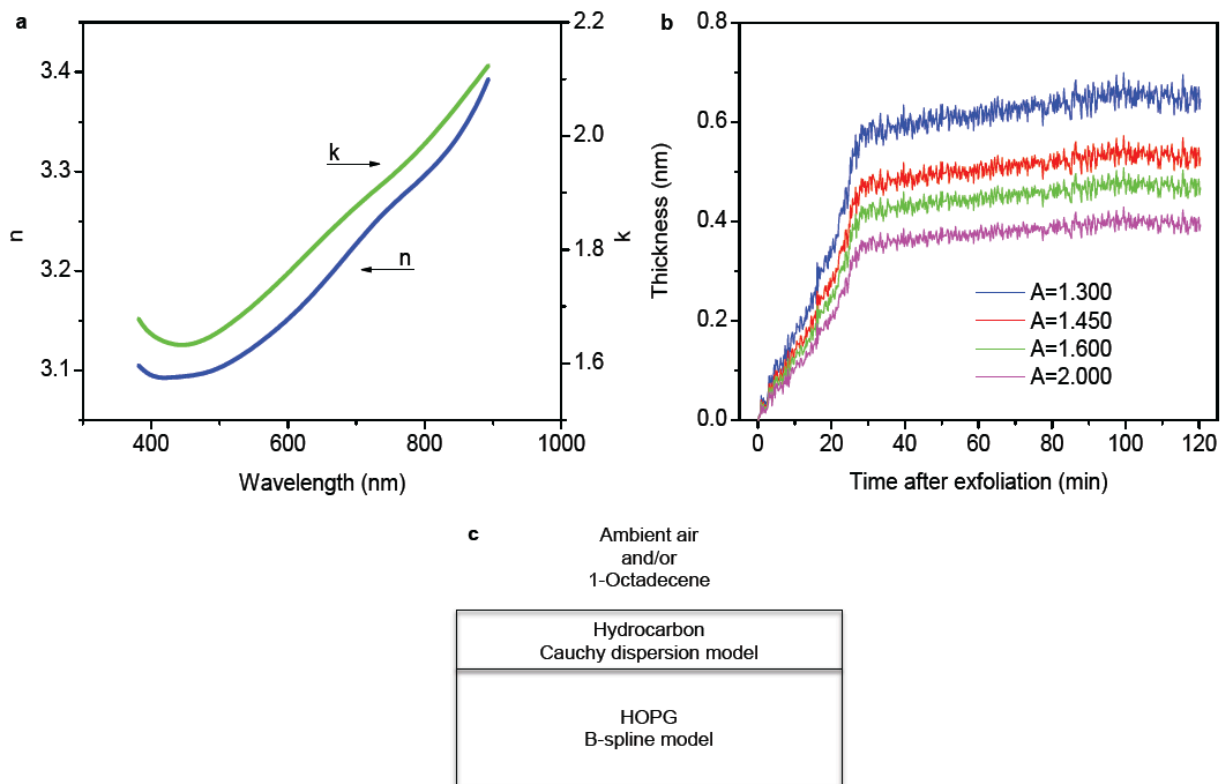 a
n
3.4
3.3
3.2
3.1
k
n
2.2
2.0
1.8
1.6
k
400
600
800
1000
Wavelength (nm)
b
Thickness (nm)
0.8
0.6
0.4
0.2
0.0
A=1.300
A=1.450
A=1.600
A=2.000
0
20
40
60
80
100
120
Time after exfoliation (min)
c
Ambient air
and/or
1-Octadecene
Hydrocarbon
Cauchy dispersion model
HOPG
B-spline model